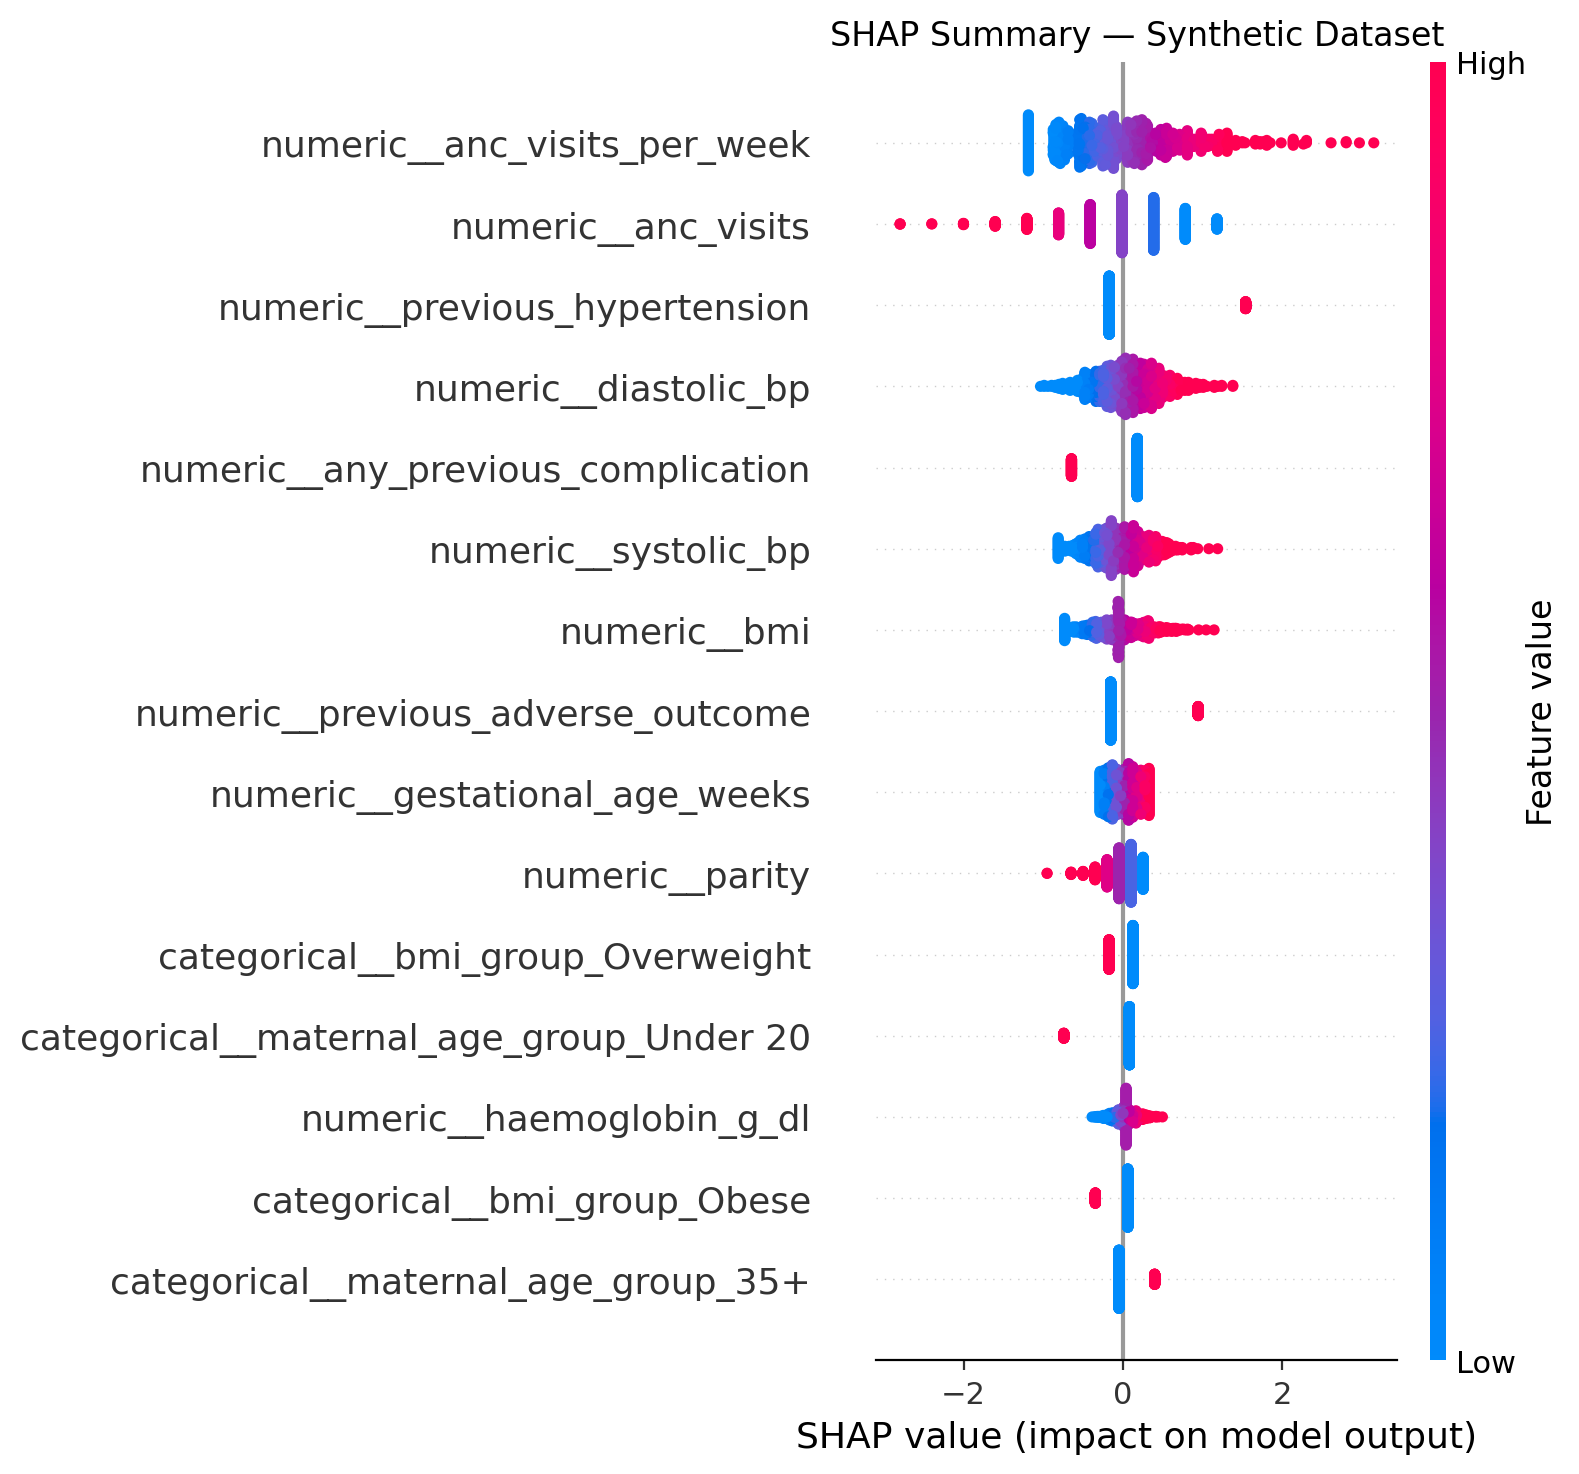 SHAP Summary — Synthetic Dataset
High
numeric__anc_visits_per_week
numeric__anc_visits
numeric__previous_hypertension
numeric__diastolic_bp
numeric__any_previous_complication
numeric__systolic_bp
numeric__bmi
numeric__previous_adverse_outcome
numeric__gestational_age_weeks
numeric__parity
categorical__bmi_group_Overweight
categorical__maternal_age_group_Under 20
numeric__haemoglobin_g_dl
categorical__bmi_group_Obese
categorical__maternal_age_group_35+
Feature value
Low
−2 0 2
SHAP value (impact on model output)